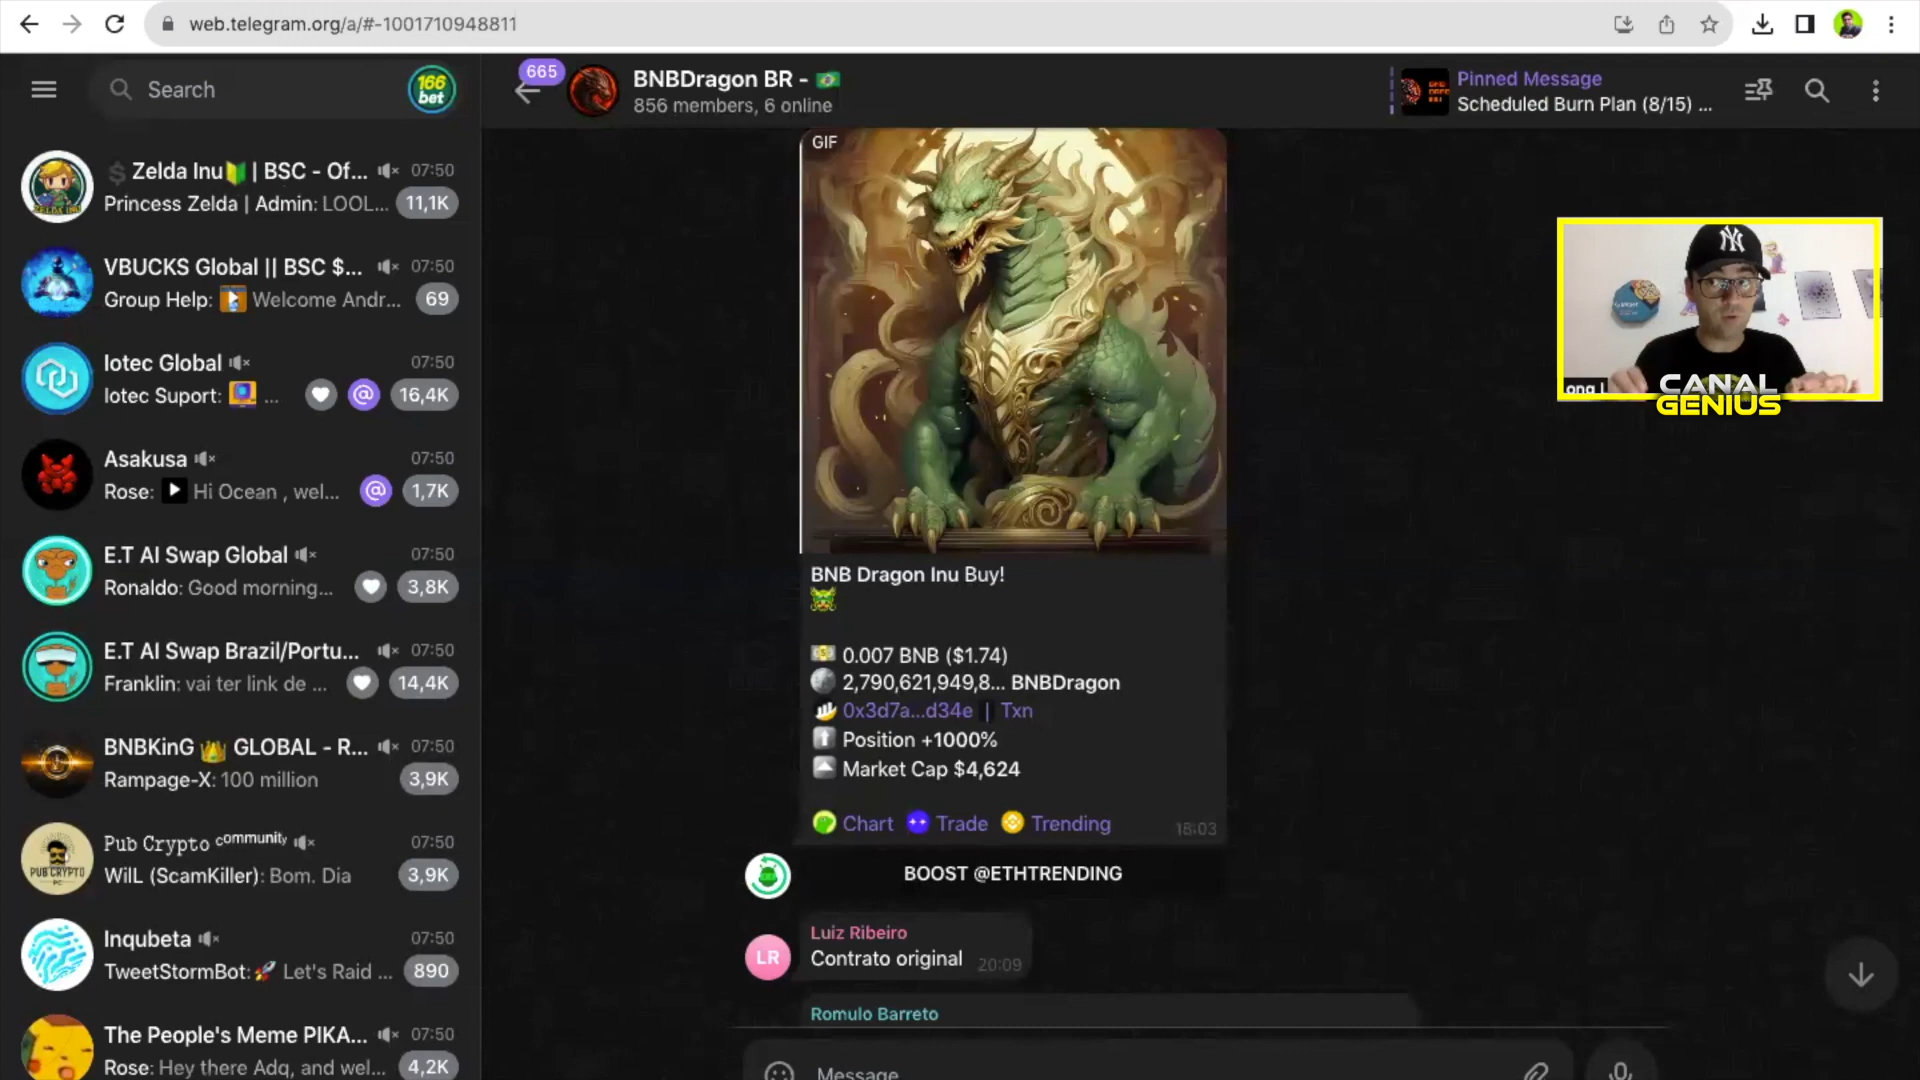 web.telegram.org/a/#-1001710948811
Search
166
bet
Zelda Inu🔰 | BSC - Of...
07:50
Princess Zelda | Admin: LOOL...
11,1K
VBUCKS Global || BSC $...
07:50
Group Help: Welcome Andr...
69
Iotec Global
07:50
Iotec Suport: ...
@
16,4K
Asakusa
07:50
Rose: Hi Ocean , wel...
@
1,7K
E.T AI Swap Global
07:50
Ronaldo: Good morning...
3,8K
E.T AI Swap Brazil/Portu...
07:50
Franklin: vai ter link de ...
14,4K
BNBKinG 👑 GLOBAL - R...
07:50
Rampage-X: 100 million
3,9K
PUB CRYPTO
PC
Pub Crypto community
07:50
WilL (ScamKiller): Bom. Dia
3,9K
Inqubeta
07:50
TweetStormBot: 🚀 Let's Raid ...
890
The People's Meme PIKA...
07:50
Rose: Hey there Adq, and wel...
4,2K
665
BNBDragon BR - 🇧🇷
856 members, 6 online
Pinned Message
Scheduled Burn Plan (8/15) ...
GIF
BNB Dragon Inu Buy!
0.007 BNB ($1.74)
2,790,621,949,8... BNBDragon
0x3d7a...d34e | Txn
Position +1000%
Market Cap $4,624
Chart Trade Trending
18:03
BOOST @ETHTRENDING
LR
Luiz Ribeiro
Contrato original
20:09
Romulo Barreto
Message
NY
CANAL
GENIUS